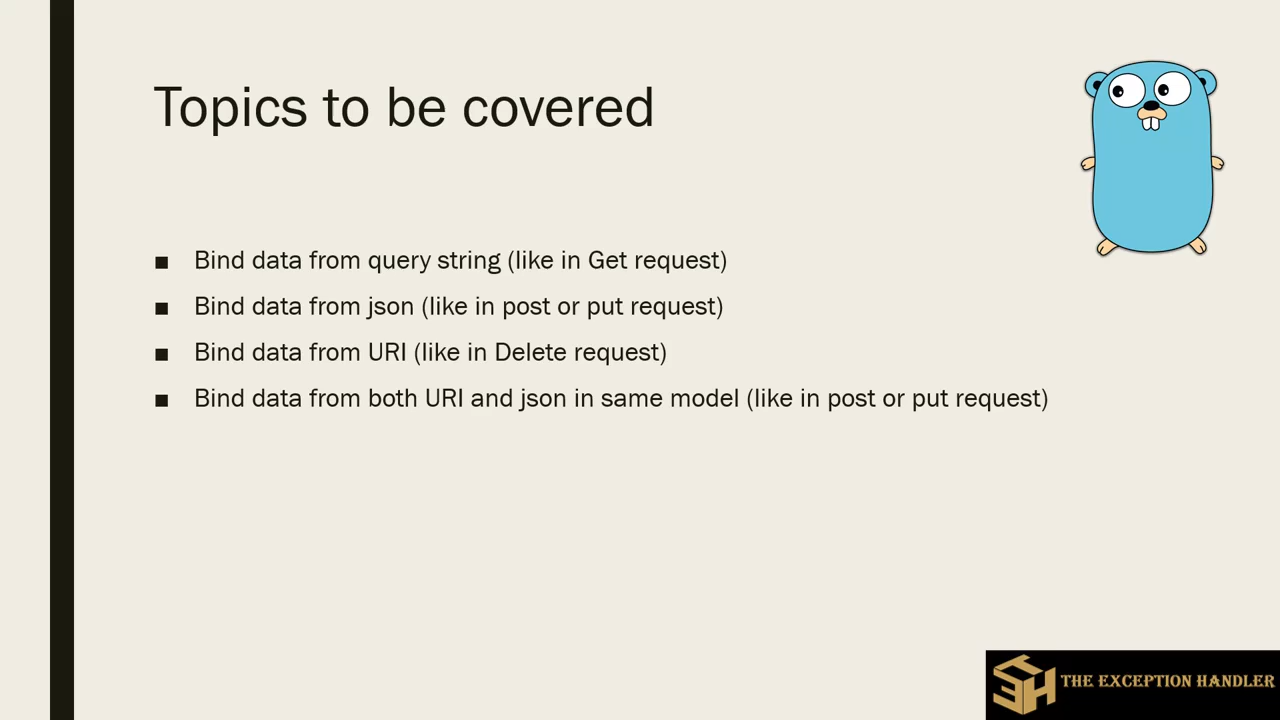 Topics to be covered
■ Bind data from query string (like in Get request)
■ Bind data from json (like in post or put request)
■ Bind data from URI (like in Delete request)
■ Bind data from both URI and json in same model (like in post or put request)
TEH THE EXCEPTION HANDLER